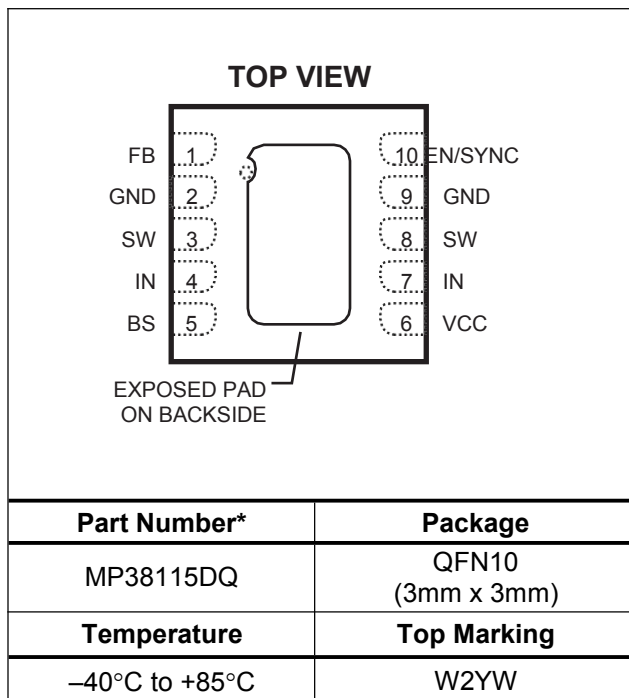 TOP VIEW
FB 1 10 EN/SYNC
GND 2 9 GND
SW 3 8 SW
IN 4 7 IN
BS 5 6 VCC
EXPOSED PAD
ON BACKSIDE
Part Number* Package
MP38115DQ QFN10
(3mm x 3mm)
Temperature Top Marking
–40°C to +85°C W2YW